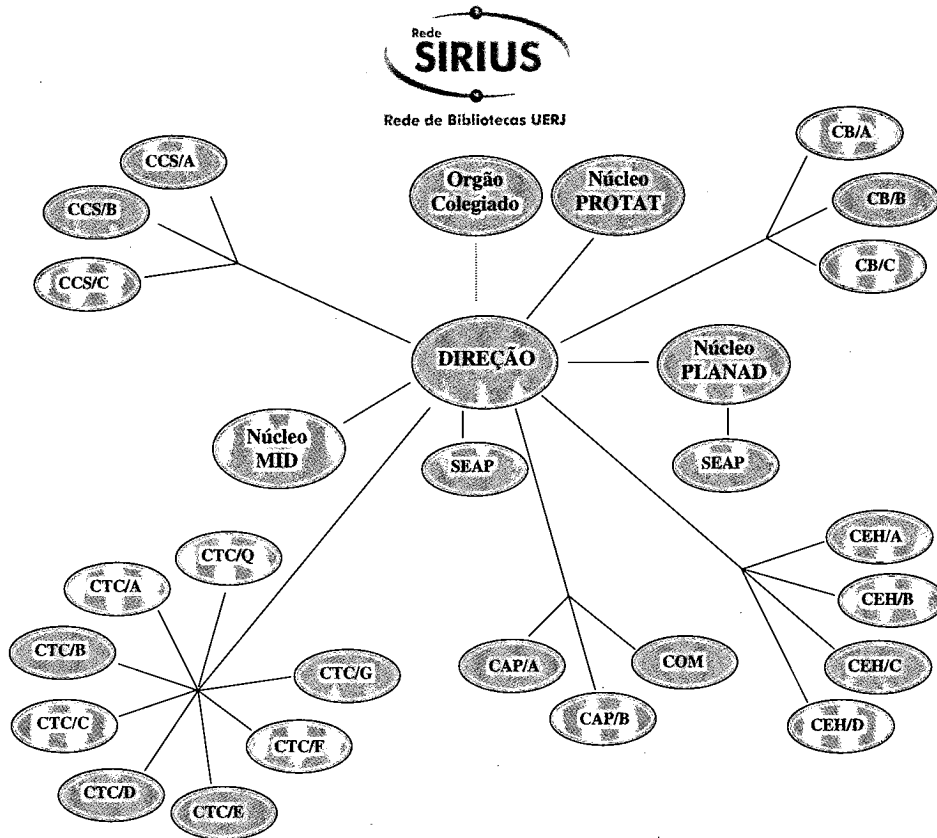 Rede
SIRIUS
Rede de Bibliotecas UERJ
CCS/A
CCS/B
CCS/C
Orgão
Colegiado
Núcleo
PROTAT
CB/A
CB/B
CB/C
DIREÇÃO
Núcleo
PLANAD
Núcleo
MID
SEAP
SEAP
CTC/Q
CTC/A
CTC/B
CTC/C
CTC/D
CTC/E
CTC/F
CTC/G
CAP/A
CAP/B
COM
CEH/A
CEH/B
CEH/C
CEH/D